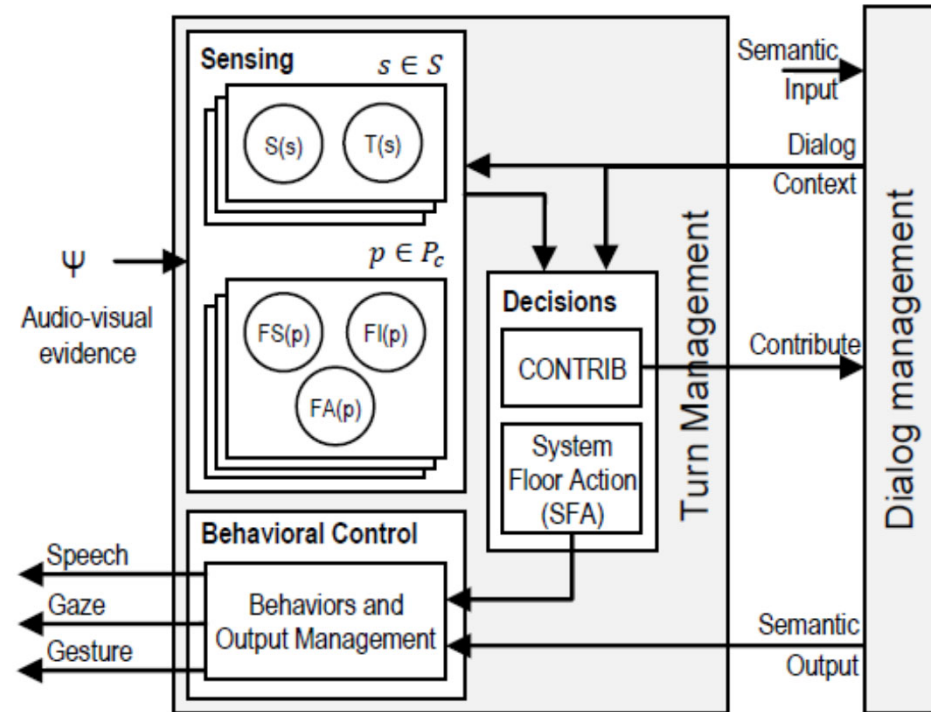 Sensing
s ∈ S
S(s)
T(s)
p ∈ P_c
FS(p)
FI(p)
FA(p)
Ψ
Audio-visual
evidence
Decisions
CONTRIB
System
Floor Action
(SFA)
Turn Management
Behavioral Control
Behaviors and
Output Management
Speech
Gaze
Gesture
Semantic
Input
Dialog
Context
Contribute
Semantic
Output
Dialog management